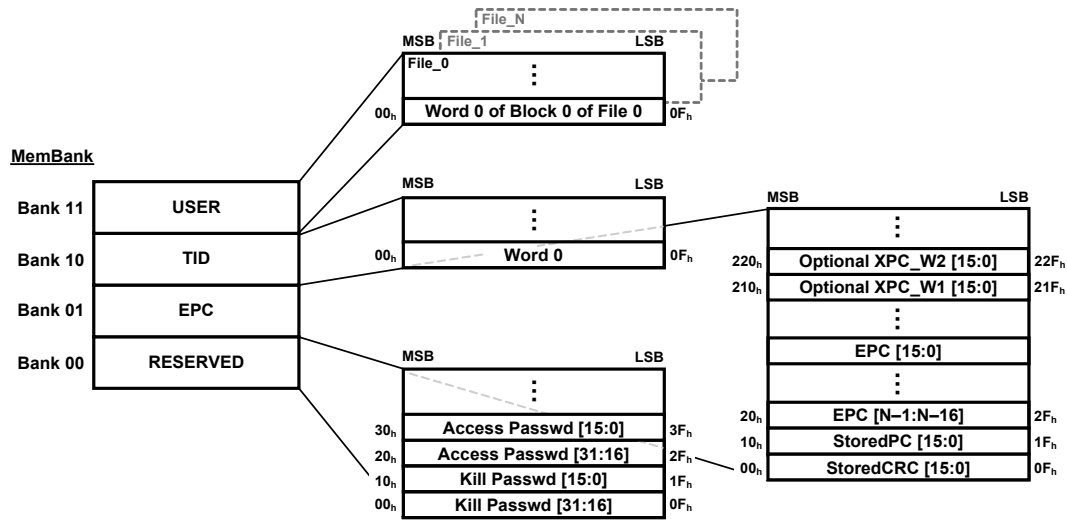 File_N
MSB File_1 LSB
File_0
⋮
00h Word 0 of Block 0 of File 0 0Fh
MemBank
Bank 11 USER
Bank 10 TID
Bank 01 EPC
Bank 00 RESERVED
MSB LSB
⋮
00h Word 0 0Fh
MSB LSB
⋮
30h Access Passwd [15:0] 3Fh
20h Access Passwd [31:16] 2Fh
10h Kill Passwd [15:0] 1Fh
00h Kill Passwd [31:16] 0Fh
MSB LSB
⋮
220h Optional XPC_W2 [15:0] 22Fh
210h Optional XPC_W1 [15:0] 21Fh
⋮
EPC [15:0]
⋮
20h EPC [N–1:N–16] 2Fh
10h StoredPC [15:0] 1Fh
00h StoredCRC [15:0] 0Fh